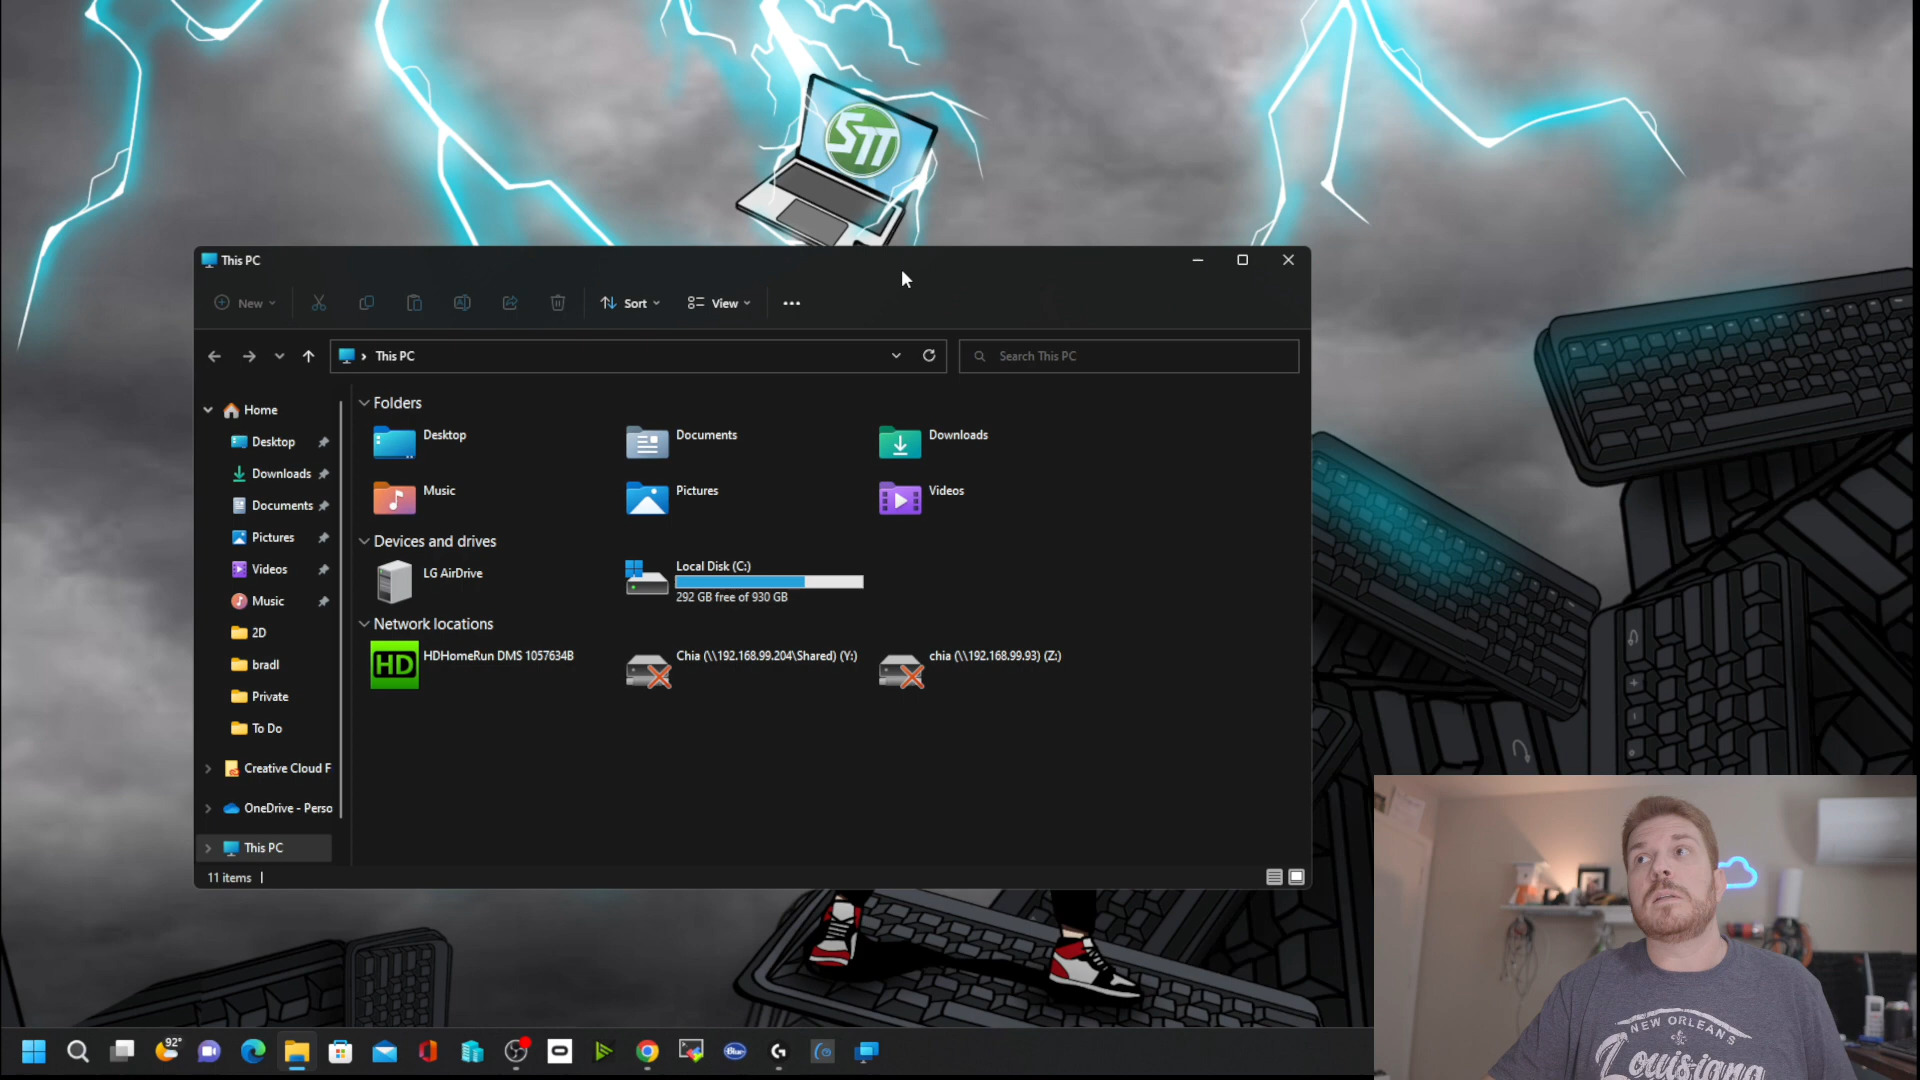 STT
This PC
New
Sort
View
This PC
Search This PC
Home
Desktop
Downloads
Documents
Pictures
Videos
Music
2D
bradl
Private
To Do
Creative Cloud F
OneDrive - Perso
This PC
Folders
Desktop
Documents
Downloads
Music
Pictures
Videos
Devices and drives
LG AirDrive
Local Disk (C:)
292 GB free of 930 GB
Network locations
HD
HDHomeRun DMS 1057634B
Chia (\\192.168.99.204\Shared) (Y:)
chia (\\192.168.99.93) (Z:)
11 items
92°
Blu
NEW ORLEANS
Louisiana